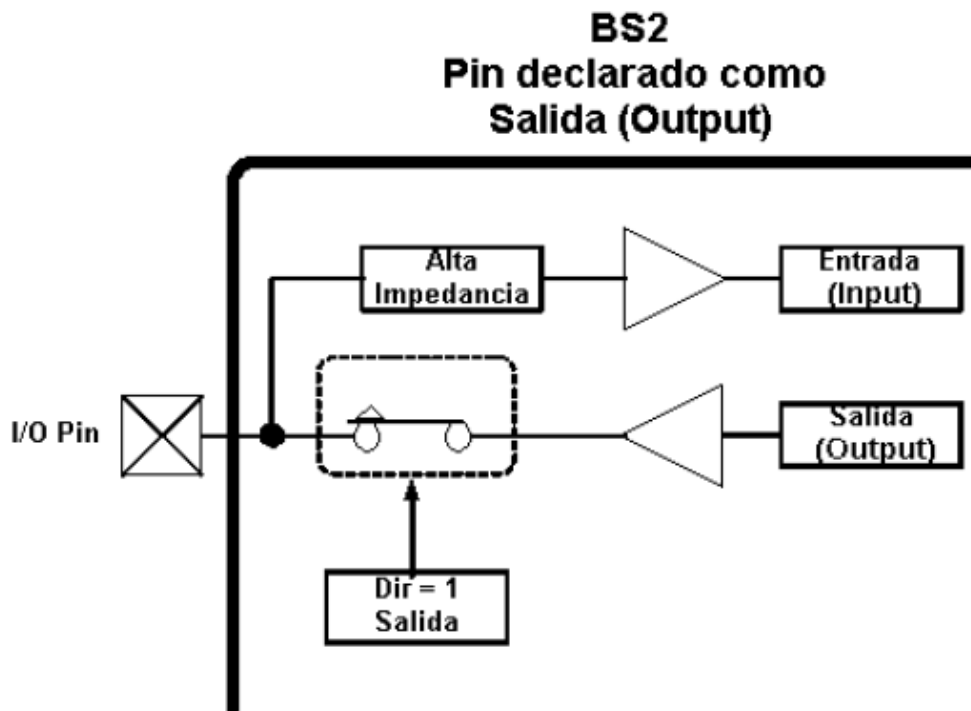 BS2
Pin declarado como
Salida (Output)
Alta
Impedancia
Entrada
(Input)
I/O Pin
Salida
(Output)
Dir = 1
Salida